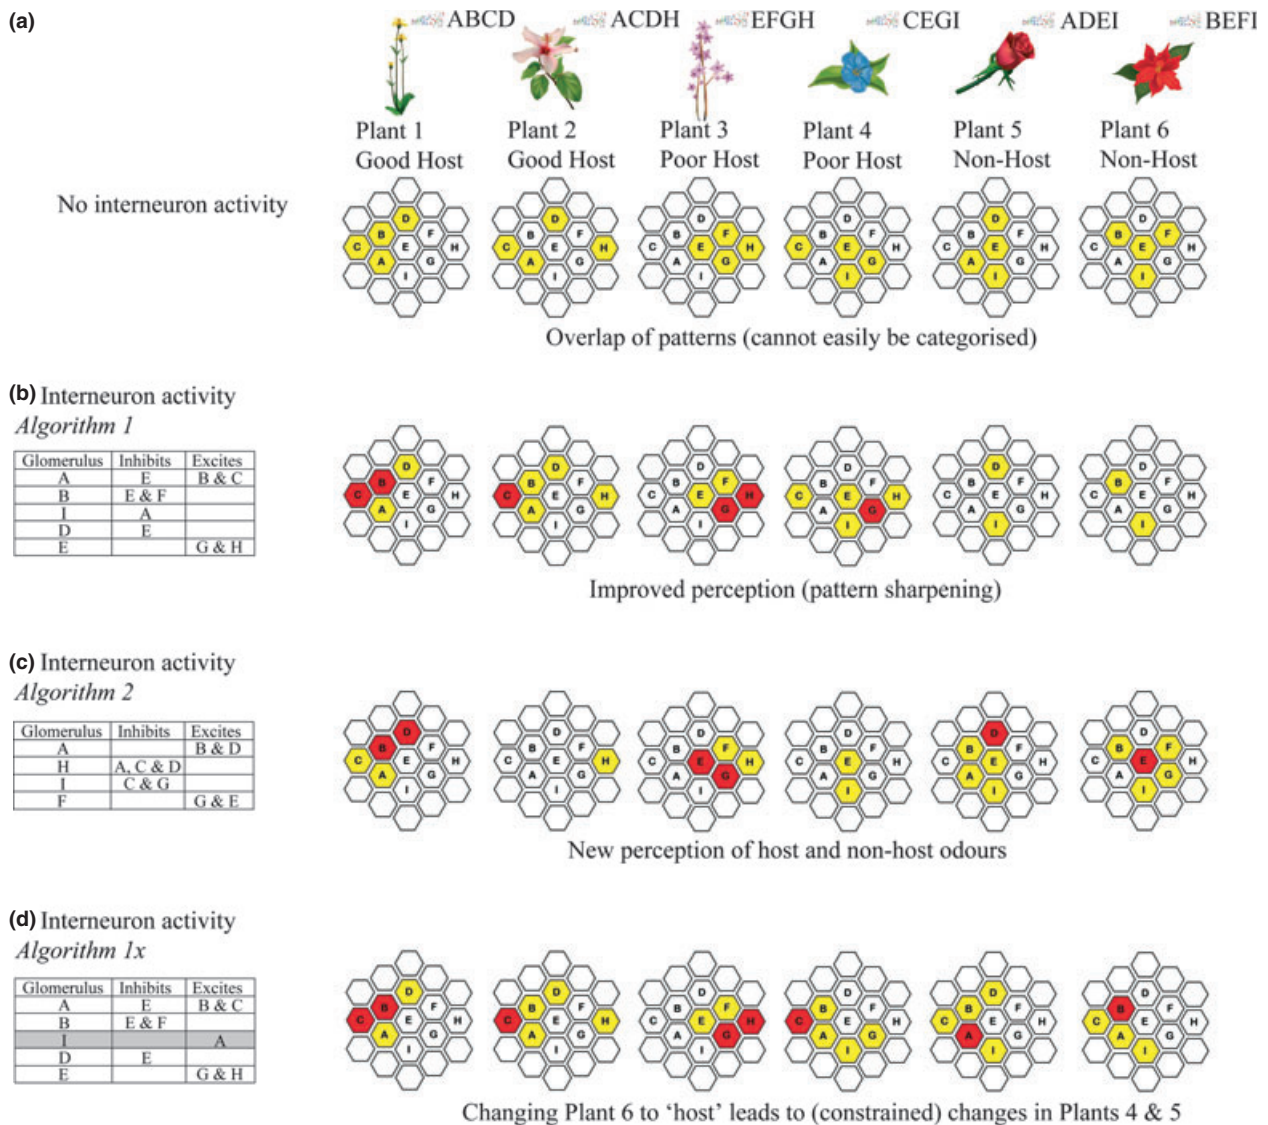 (a)
ABCD ACDH EFGH CEGI ADEI BEFI
Plant 1 Plant 2 Plant 3 Plant 4 Plant 5 Plant 6
Good Host Good Host Poor Host Poor Host Non-Host Non-Host
No interneuron activity
D D D D D D
B F B F B F B F B F B F
C E H C E H C E H C E H C E H C E H
A G A G A G A G A G A G
I I I I I I
Overlap of patterns (cannot easily be categorised)
(b) Interneuron activity
Algorithm 1
Glomerulus Inhibits Excites
A E B & C
B E & F
I A
D E
E G & H
D D D D D D
B F B F B F B F B F B F
C E H C E H C E H C E H C E H C E H
A G A G A G A G A G A G
I I I I I I
Improved perception (pattern sharpening)
(c) Interneuron activity
Algorithm 2
Glomerulus Inhibits Excites
A B & D
H A, C & D
I C & G
F G & E
D D D D D D
B F B F B F B F B F B F
C E H C E H C E H C E H C E H C E H
A G A G A G A G A G A G
I I I I I I
New perception of host and non-host odours
(d) Interneuron activity
Algorithm 1x
Glomerulus Inhibits Excites
A E B & C
B E & F
I A
D E
E G & H
D D D D D D
B F B F B F B F B F B F
C E H C E H C E H C E H C E H C E H
A G A G A G A G A G A G
I I I I I I
Changing Plant 6 to ‘host’ leads to (constrained) changes in Plants 4 & 5